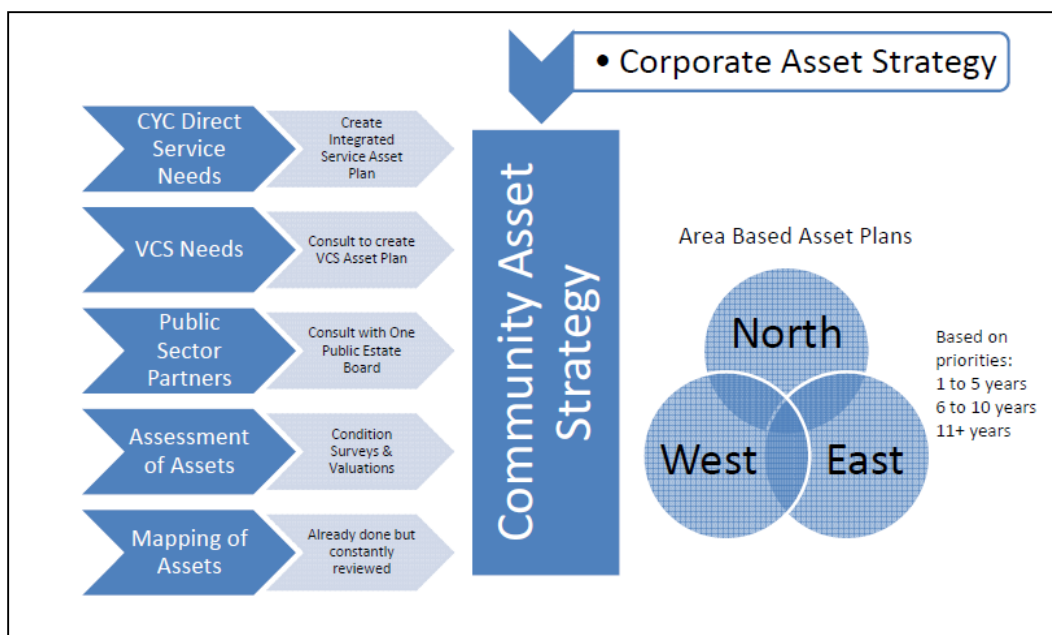 • Corporate Asset Strategy
CYC Direct
Service
Needs
Create
Integrated
Service Asset
Plan
VCS Needs
Consult to create
VCS Asset Plan
Public
Sector
Partners
Consult with One
Public Estate
Board
Assessment
of Assets
Condition
Surveys &
Valuations
Mapping of
Assets
Already done but
constantly
reviewed
Community Asset
Strategy
Area Based Asset Plans
North
West
East
Based on
priorities:
1 to 5 years
6 to 10 years
11+ years